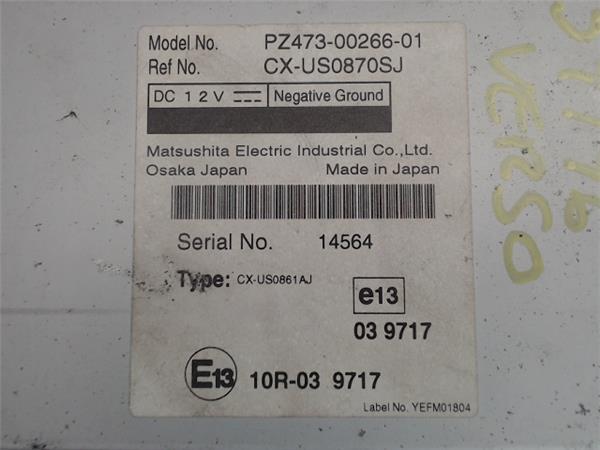 Model No. PZ473-00266-01
Ref No. CX-US0870SJ
DC 12V Negative Ground
Matsushita Electric Industrial Co.,Ltd.
Osaka Japan Made in Japan
Serial No. 14564
Type: CX-US0861AJ
e13
03 9717
E13 10R-03 9717
Label No. YEFM01804
VERSO